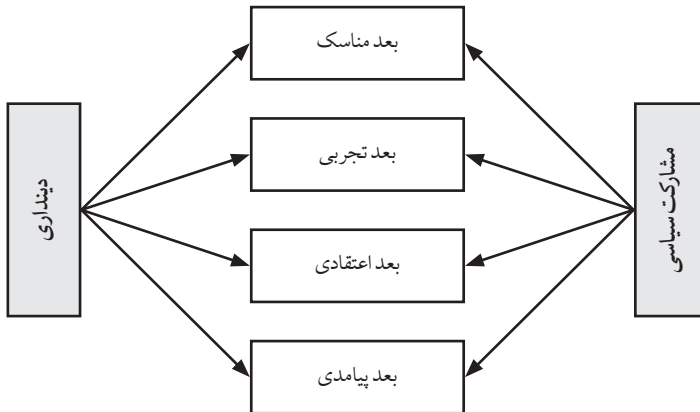 بعد مناسک
بعد تجربی
بعد اعتقادی
بعد پیامدی
مشارکت سیاسی
دینداری